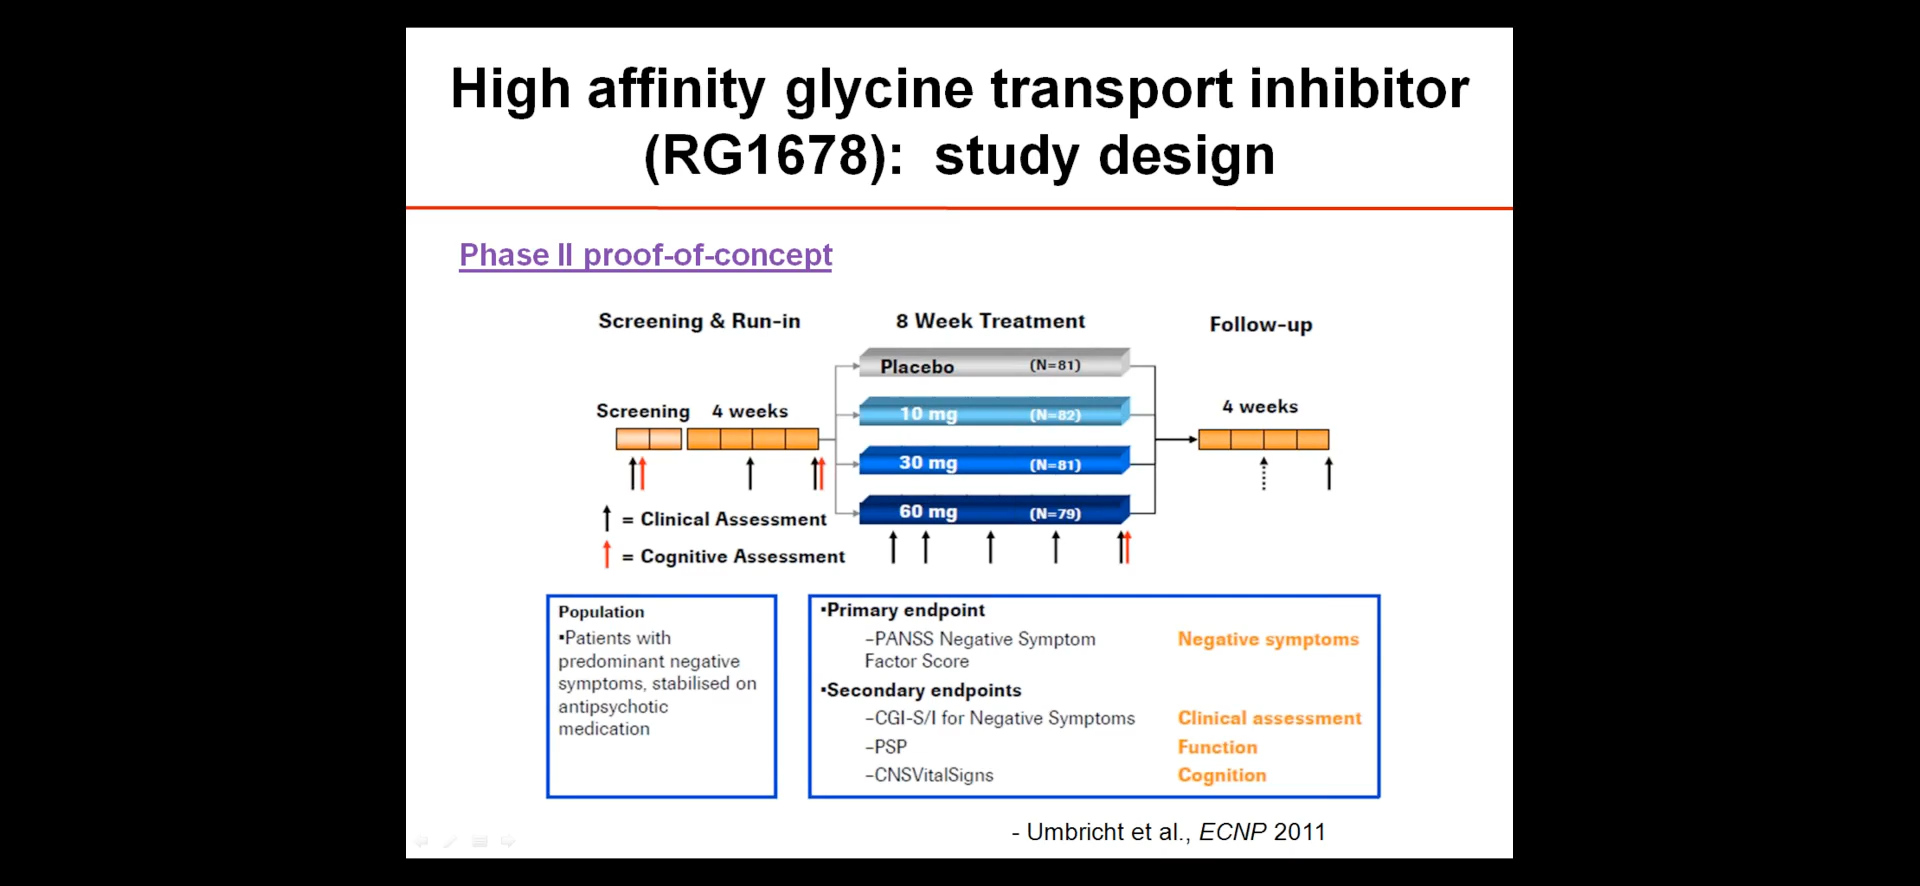 High affinity glycine transport inhibitor
(RG1678): study design
Phase II proof-of-concept
Screening & Run-in
8 Week Treatment
Follow-up
Placebo (N=81)
10 mg (N=82)
30 mg (N=81)
60 mg (N=79)
Screening 4 weeks
4 weeks
= Clinical Assessment
= Cognitive Assessment
Population
▪Patients with
predominant negative
symptoms, stabilised on
antipsychotic
medication
▪Primary endpoint
–PANSS Negative Symptom Negative symptoms
Factor Score
▪Secondary endpoints
–CGI-S/I for Negative Symptoms Clinical assessment
–PSP Function
–CNSVitalSigns Cognition
- Umbricht et al., ECNP 2011